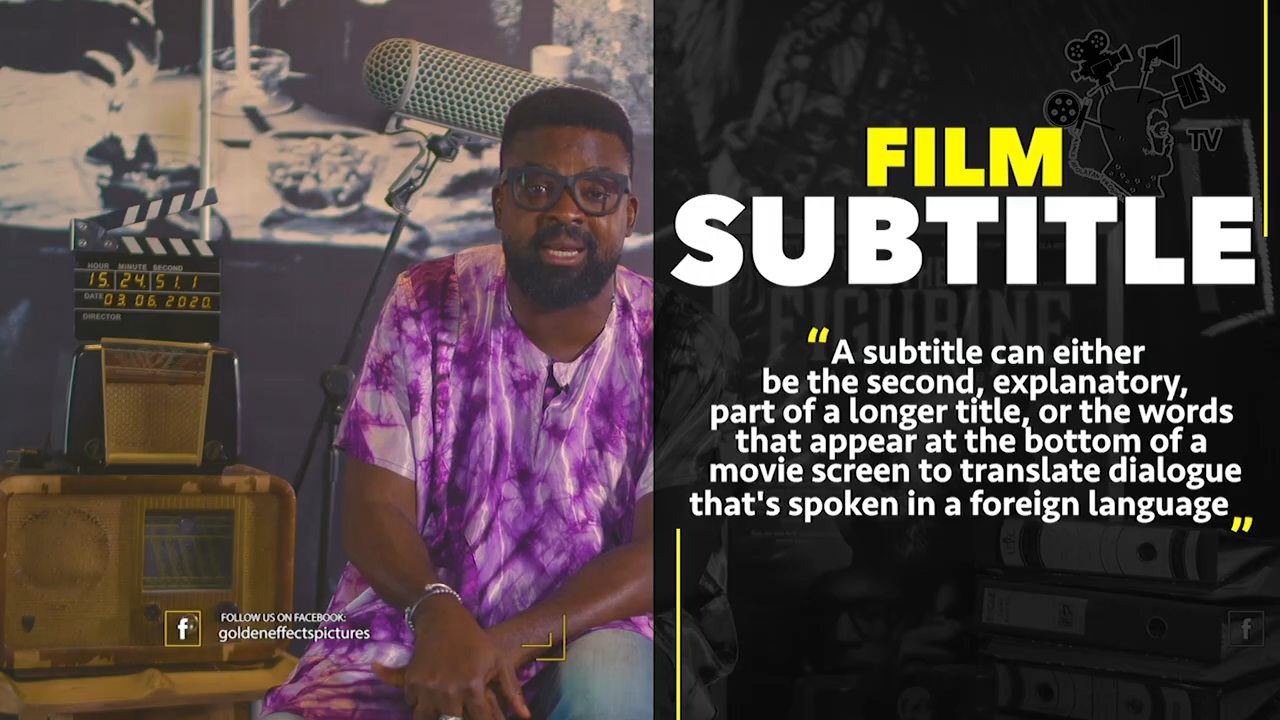 HOUR MINUTE SECOND
15. 24. 51. 1
DATE 03. 06. 2020.
DIRECTOR
FOLLOW US ON FACEBOOK:
goldeneffectspictures
f
TV
FILM
SUBTITLE
FIGURINE
“A subtitle can either
be the second, explanatory,
part of a longer title, or the words
that appear at the bottom of a
movie screen to translate dialogue
that's spoken in a foreign language”
f